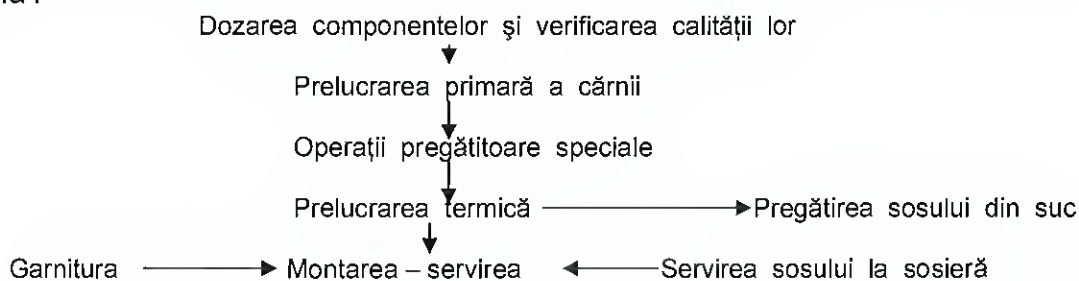 Dozarea componentelor şi verificarea calităţii lor
Prelucrarea primară a cărnii
Operaţii pregătitoare speciale
Prelucrarea termică Pregătirea sosului din suc
Garnitura Montarea – servirea Servirea sosului la sosieră